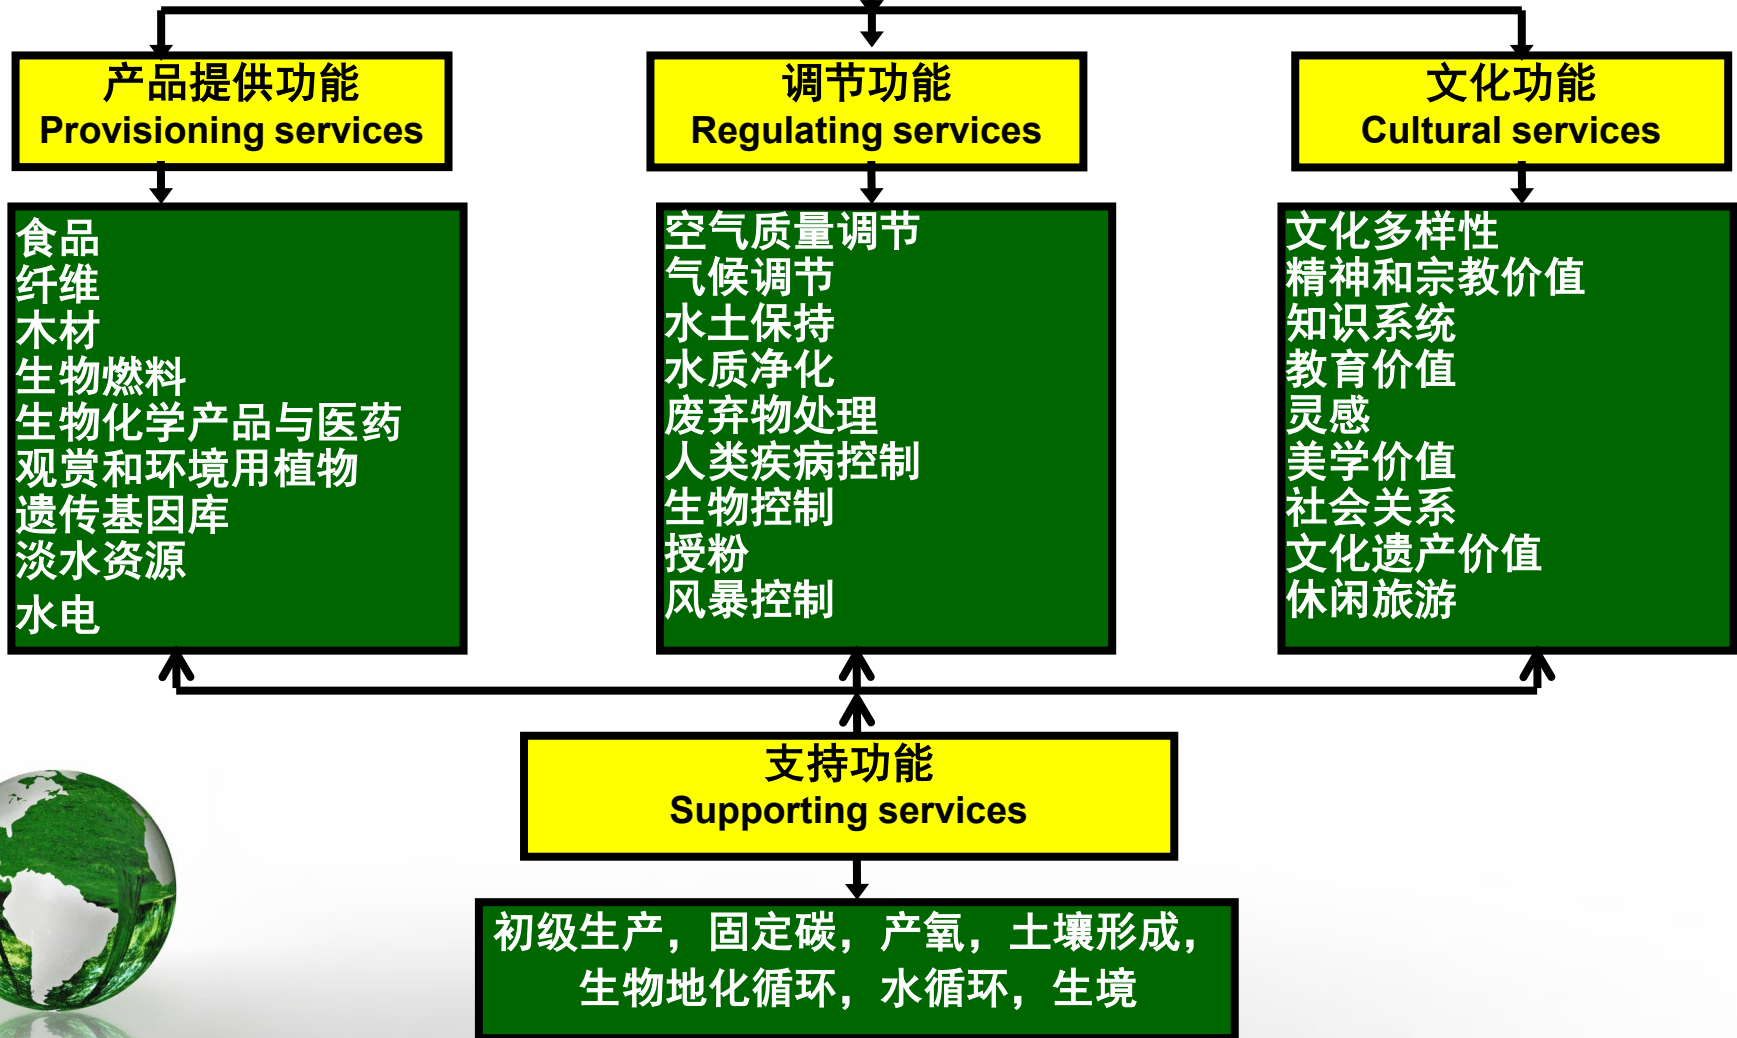 产品提供功能
Provisioning services
调节功能
Regulating services
文化功能
Cultural services
食品
纤维
木材
生物燃料
生物化学产品与医药
观赏和环境用植物
遗传基因库
淡水资源
水电
空气质量调节
气候调节
水土保持
水质净化
废弃物处理
人类疾病控制
生物控制
授粉
风暴控制
文化多样性
精神和宗教价值
知识系统
教育价值
灵感
美学价值
社会关系
文化遗产价值
休闲旅游
支持功能
Supporting services
初级生产，固定碳，产氧，土壤形成，
生物地化循环，水循环，生境